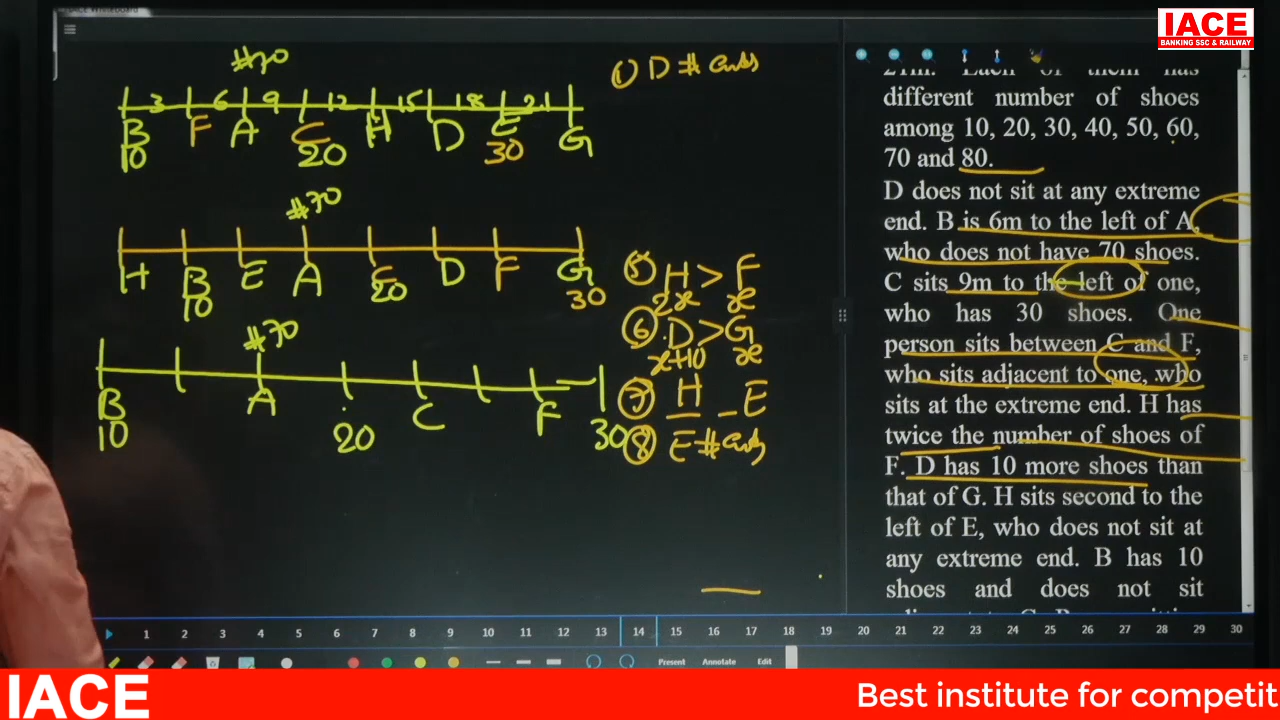 IACE
BANKING SSC & RAILWAY
#70
3 6 9 12 15 18 21
B F A C H D E G
10 20 30
① D # ends
#70
H B E A C D F G
10 20 30
#70
B A C F
10 20 30
⑤ H > F
2x x
⑥ D > G
x+10 x
⑦ H _ E
⑧ E # ends
different number of shoes
among 10, 20, 30, 40, 50, 60,
70 and 80.
D does not sit at any extreme
end. B is 6m to the left of A,
who does not have 70 shoes.
C sits 9m to the left of one,
who has 30 shoes. One
person sits between C and F,
who sits adjacent to one, who
sits at the extreme end. H has
twice the number of shoes of
F. D has 10 more shoes than
that of G. H sits second to the
left of E, who does not sit at
any extreme end. B has 10
shoes and does not sit
1 2 3 4 5 6 7 8 9 10 11 12 13 14 15 16 17 18 19 20 21 22 23 24 25 26 27 28 29 30
Present Annotate Edit
IACE
Best institute for competit